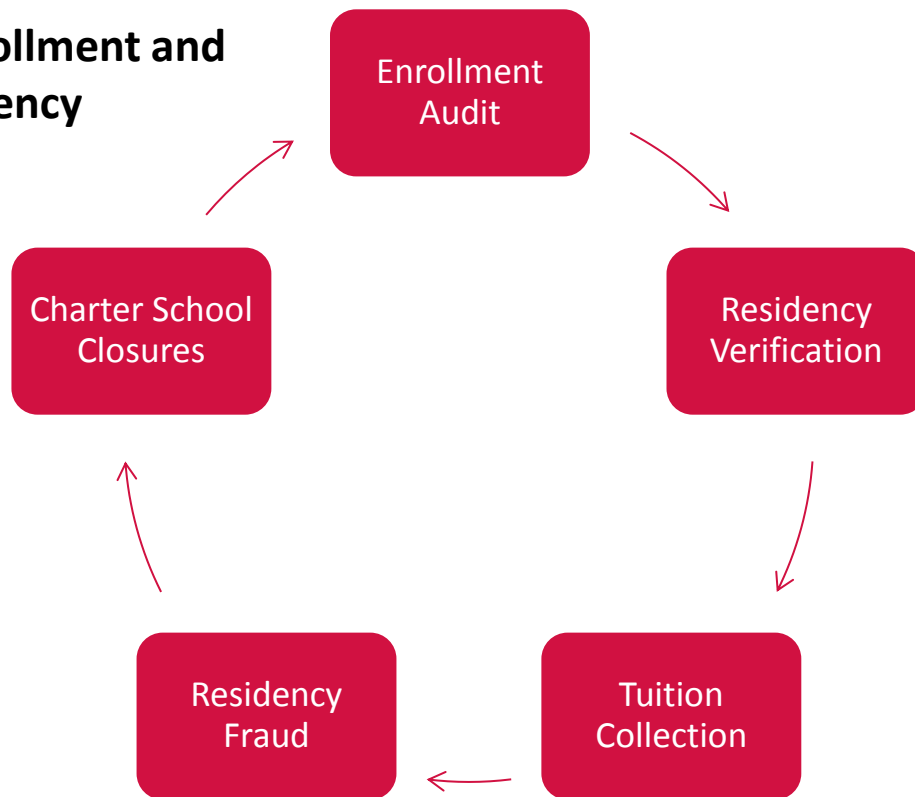 ollment and
ency
Enrollment
Audit
Residency
Verification
Tuition
Collection
Residency
Fraud
Charter School
Closures